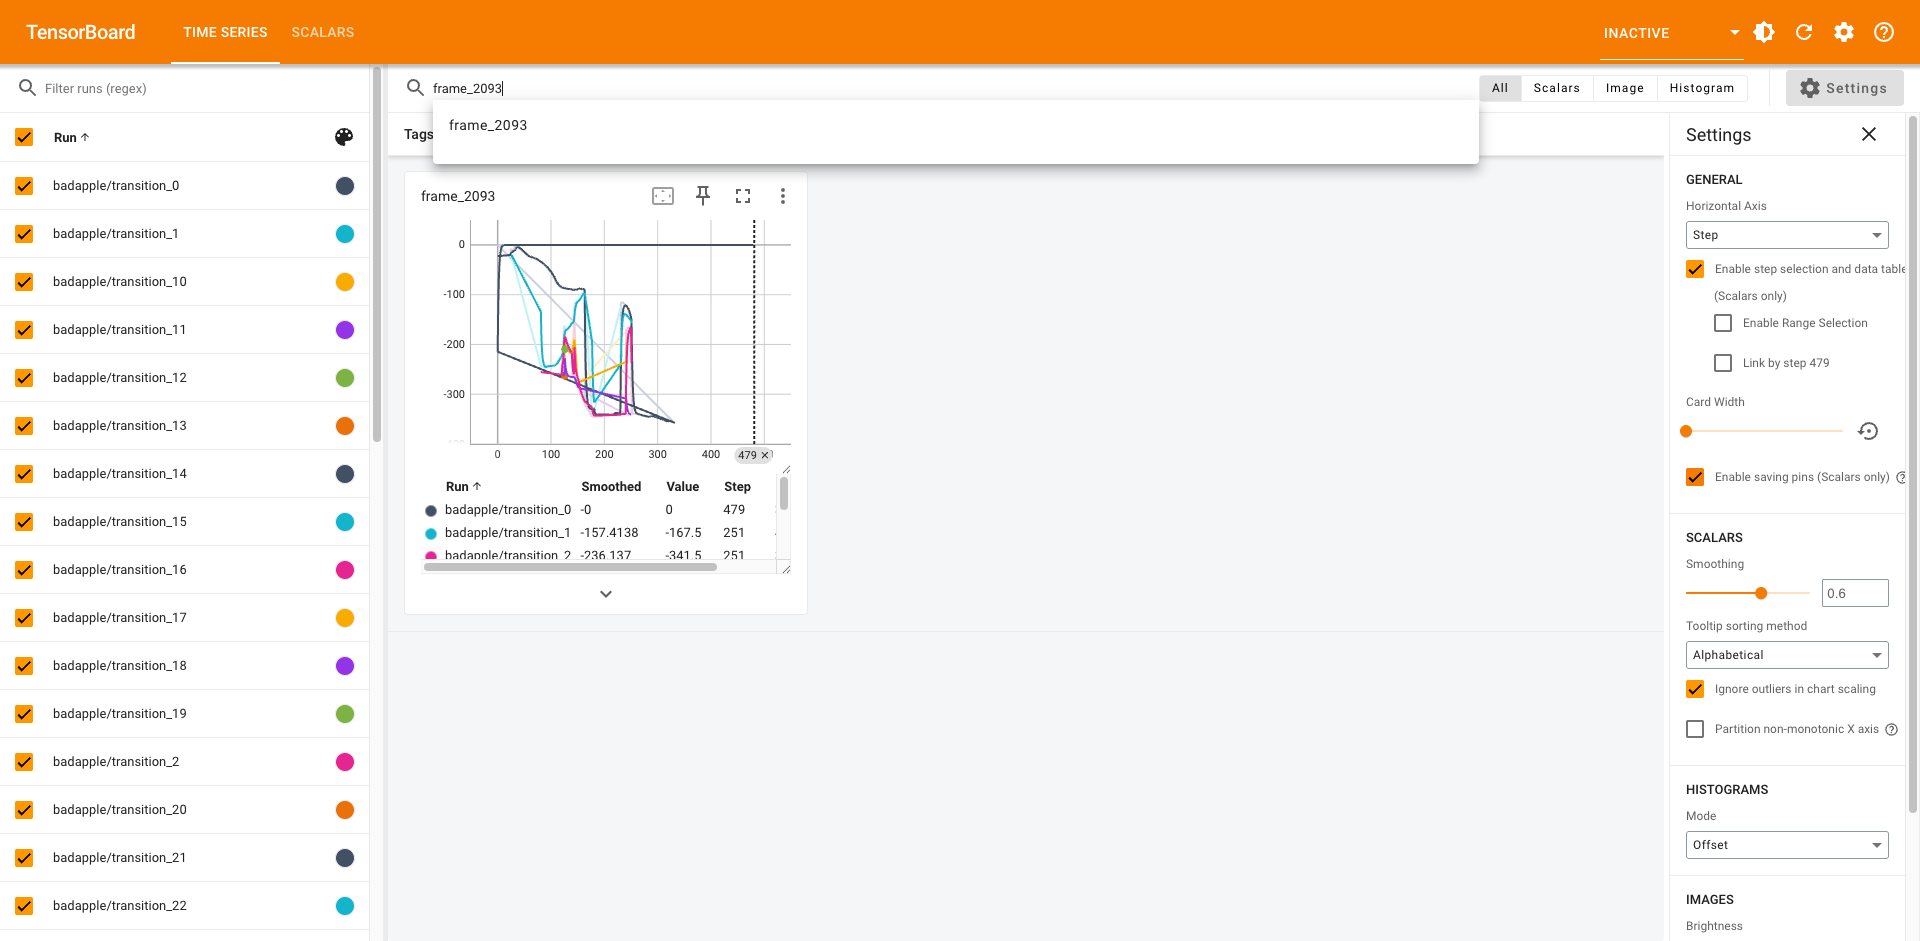 TensorBoard
TIME SERIES
SCALARS
INACTIVE
Filter runs (regex)
frame_2093
All
Scalars
Image
Histogram
Settings
frame_2093
Tags
Run
badapple/transition_0
badapple/transition_1
badapple/transition_10
badapple/transition_11
badapple/transition_12
badapple/transition_13
badapple/transition_14
badapple/transition_15
badapple/transition_16
badapple/transition_17
badapple/transition_18
badapple/transition_19
badapple/transition_2
badapple/transition_20
badapple/transition_21
badapple/transition_22
frame_2093
0
-100
-200
-300
0 100 200 300 400 479
Run Smoothed Value Step
badapple/transition_0 -0 0 479
badapple/transition_1 -157.4138 -167.5 251
badapple/transition_2 -236.137 -341.5 251
Settings
GENERAL
Horizontal Axis
Step
Enable step selection and data table
(Scalars only)
Enable Range Selection
Link by step 479
Card Width
Enable saving pins (Scalars only)
SCALARS
Smoothing
0.6
Tooltip sorting method
Alphabetical
Ignore outliers in chart scaling
Partition non-monotonic X axis
HISTOGRAMS
Mode
Offset
IMAGES
Brightness